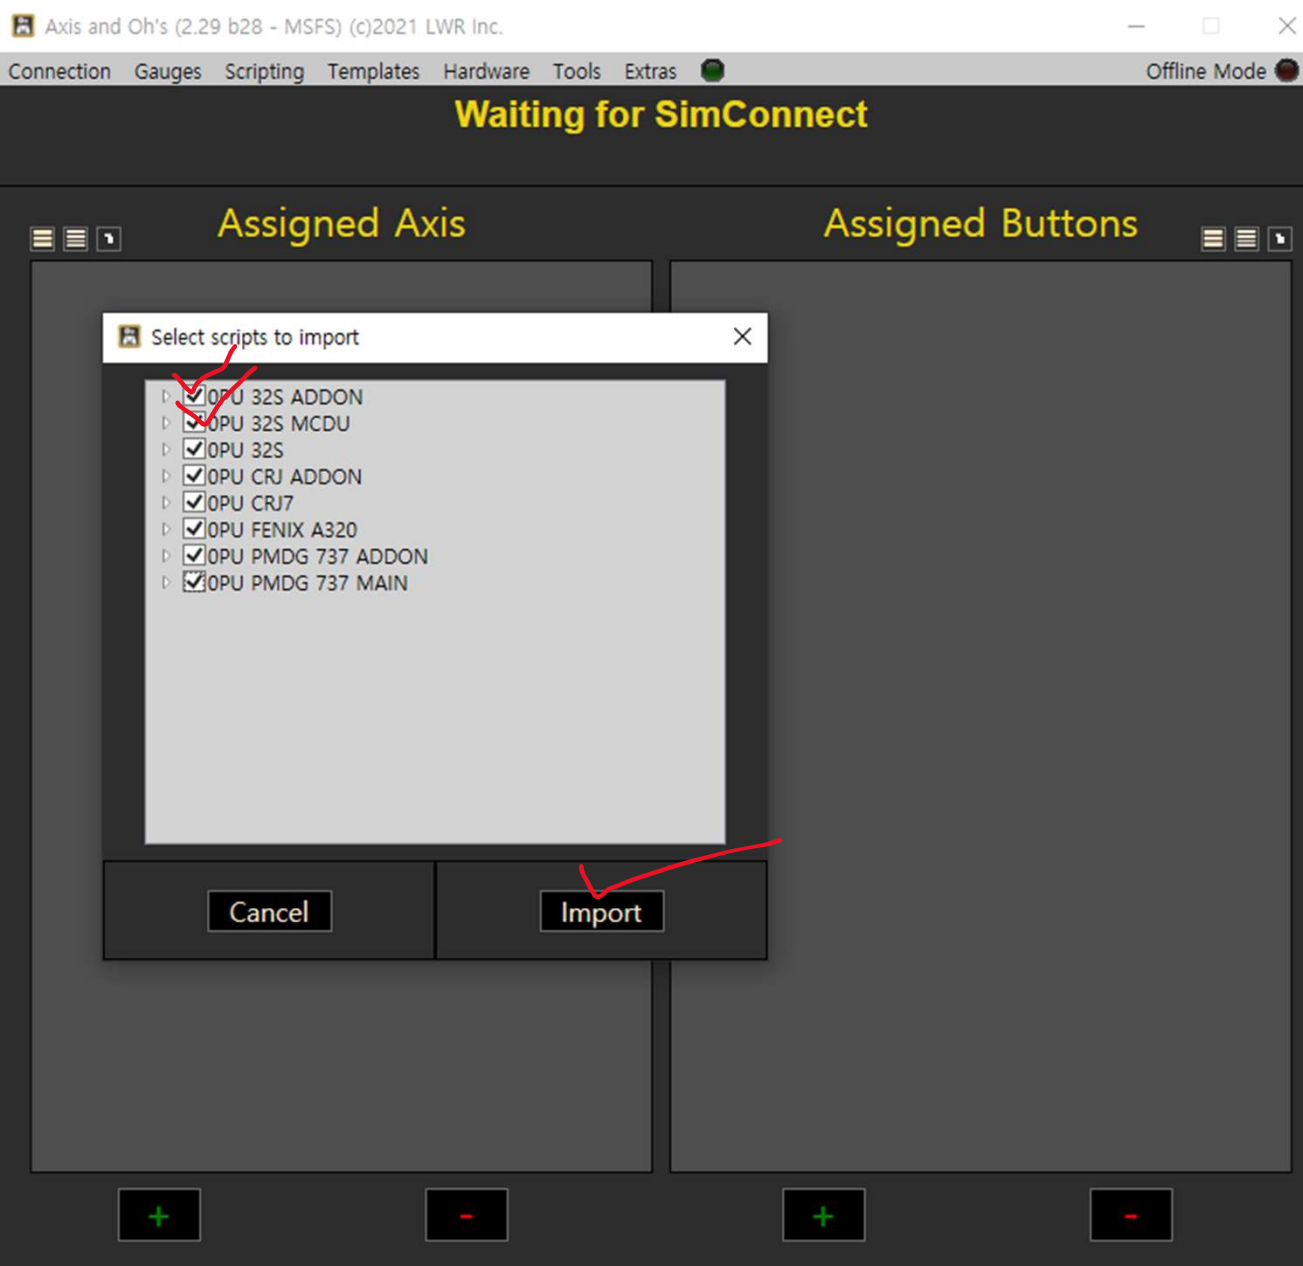 Axis and Oh's (2.29 b28 - MSFS) (c)2021 LWR Inc.
Connection Gauges Scripting Templates Hardware Tools Extras Offline Mode
Waiting for SimConnect
Assigned Axis
Assigned Buttons
Select scripts to import
0PU 32S ADDON
0PU 32S MCDU
0PU 32S
0PU CRJ ADDON
0PU CRJ7
0PU FENIX A320
0PU PMDG 737 ADDON
0PU PMDG 737 MAIN
Cancel Import
+ - + -